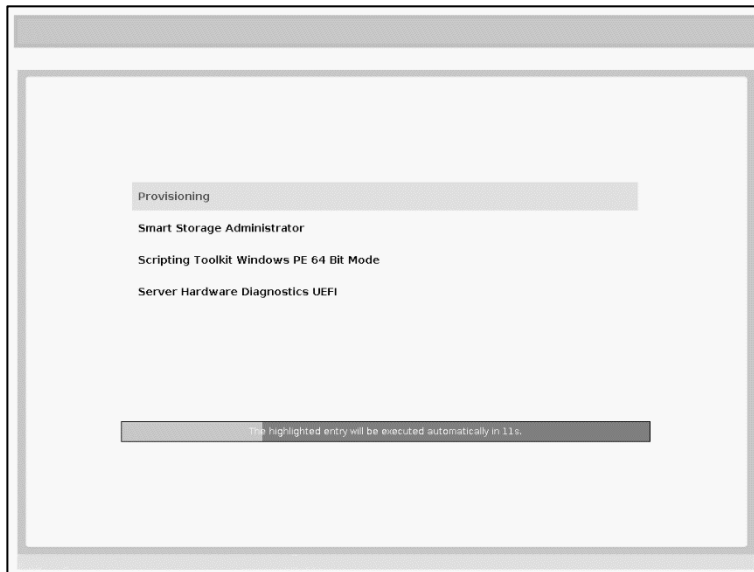 Provisioning
Smart Storage Administrator
Scripting Toolkit Windows PE 64 Bit Mode
Server Hardware Diagnostics UEFI
The highlighted entry will be executed automatically in 11s.